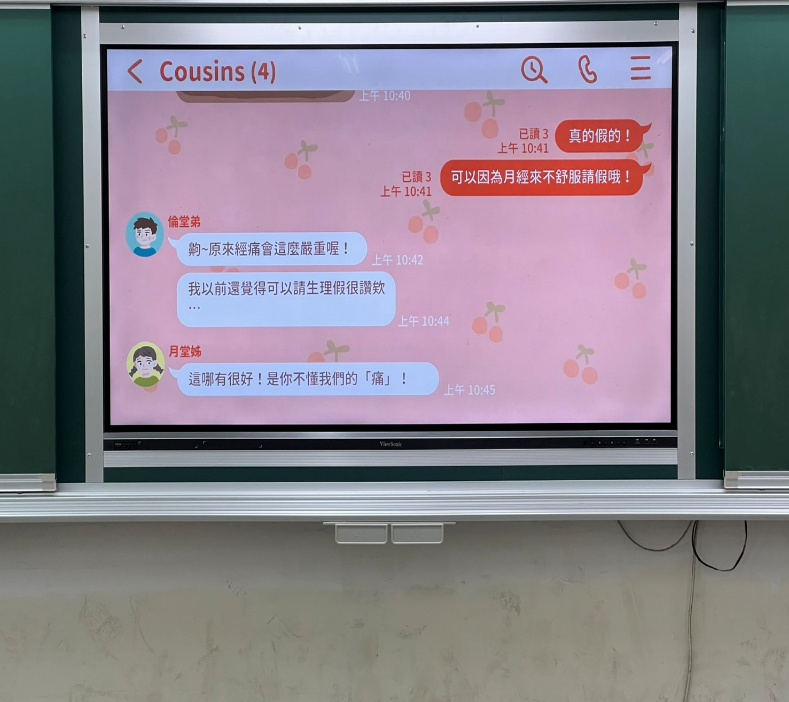 Cousins (4)
上午 10:40
已讀 3
上午 10:41
真的假的！
已讀 3
上午 10:41
可以因為月經來不舒服請假哦！
倫堂弟
齁~原來經痛會這麼嚴重喔！
上午 10:42
我以前還覺得可以請生理假很讚欸
…
上午 10:44
月堂姊
這哪有很好！是你不懂我們的「痛」！
上午 10:45
ViewSonic